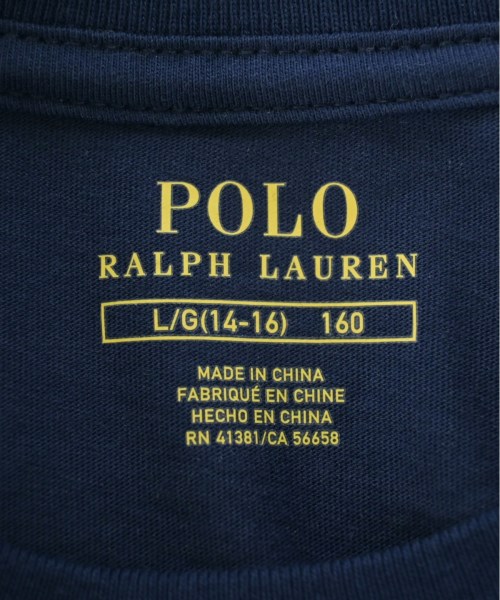 POLO
RALPH LAUREN
L/G(14-16) 160
MADE IN CHINA
FABRIQUÉ EN CHINE
HECHO EN CHINA
RN 41381/CA 56658